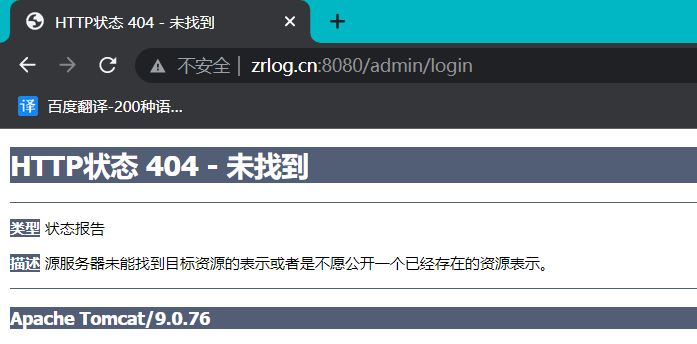 HTTP状态 404 - 未找到
不安全 | zrlog.cn:8080/admin/login
译 百度翻译-200种语...
HTTP状态 404 - 未找到
类型 状态报告
描述 源服务器未能找到目标资源的表示或者是不愿公开一个已经存在的资源表示。
Apache Tomcat/9.0.76